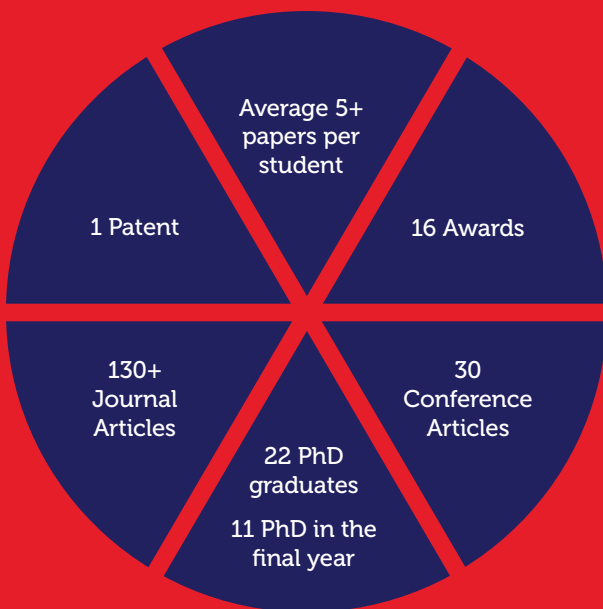 Average 5+
papers per
student
1 Patent
16 Awards
130+
Journal
Articles
30
Conference
Articles
22 PhD
graduates
11 PhD in the
final year